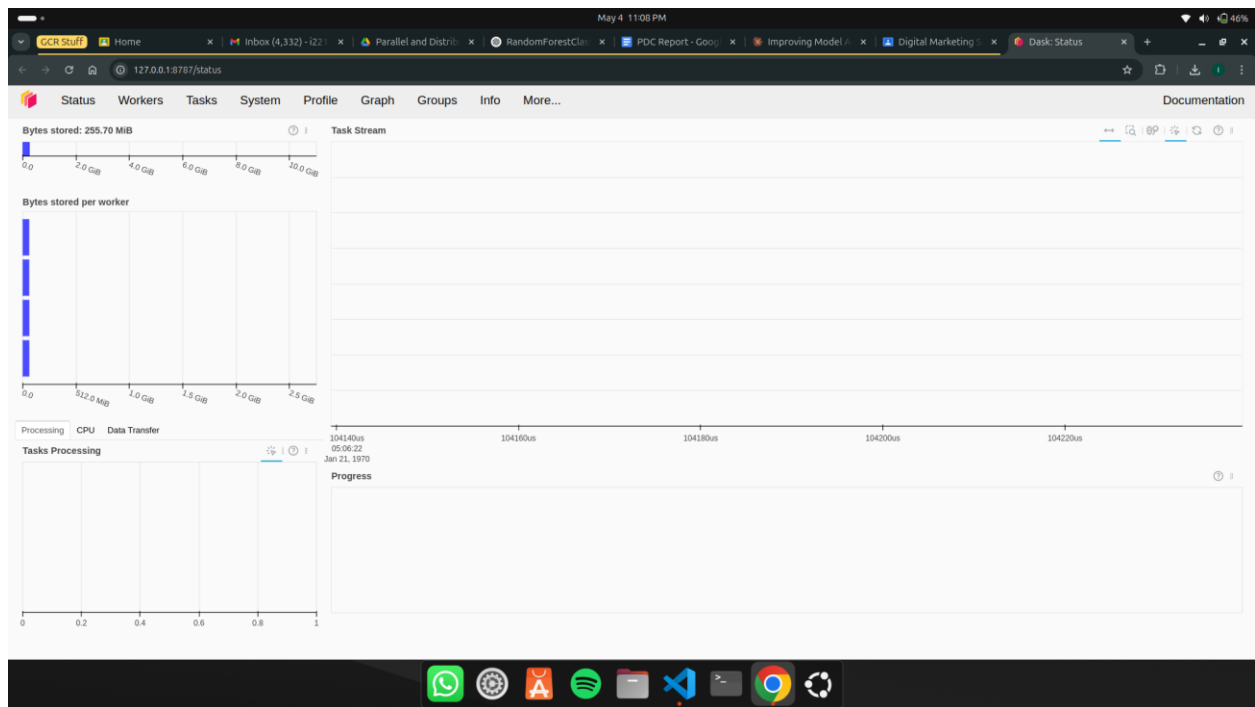 May 4 11:08 PM
46%
GCR Stuff Home Inbox (4,332) - i221 Parallel and Distrib RandomForestClas PDC Report - Goog Improving Model A Digital Marketing S Dask: Status
127.0.0.1:8787/status
Status Workers Tasks System Profile Graph Groups Info More... Documentation
Bytes stored: 255.70 MiB
0.0 2.0 GiB 4.0 GiB 6.0 GiB 8.0 GiB 10.0 GiB
Bytes stored per worker
0.0 512.0 MiB 1.0 GiB 1.5 GiB 2.0 GiB 2.5 GiB
Processing CPU Data Transfer
Tasks Processing
0 0.2 0.4 0.6 0.8 1
Task Stream
104140us 104160us 104180us 104200us 104220us
05:06:22
Jan 21, 1970
Progress